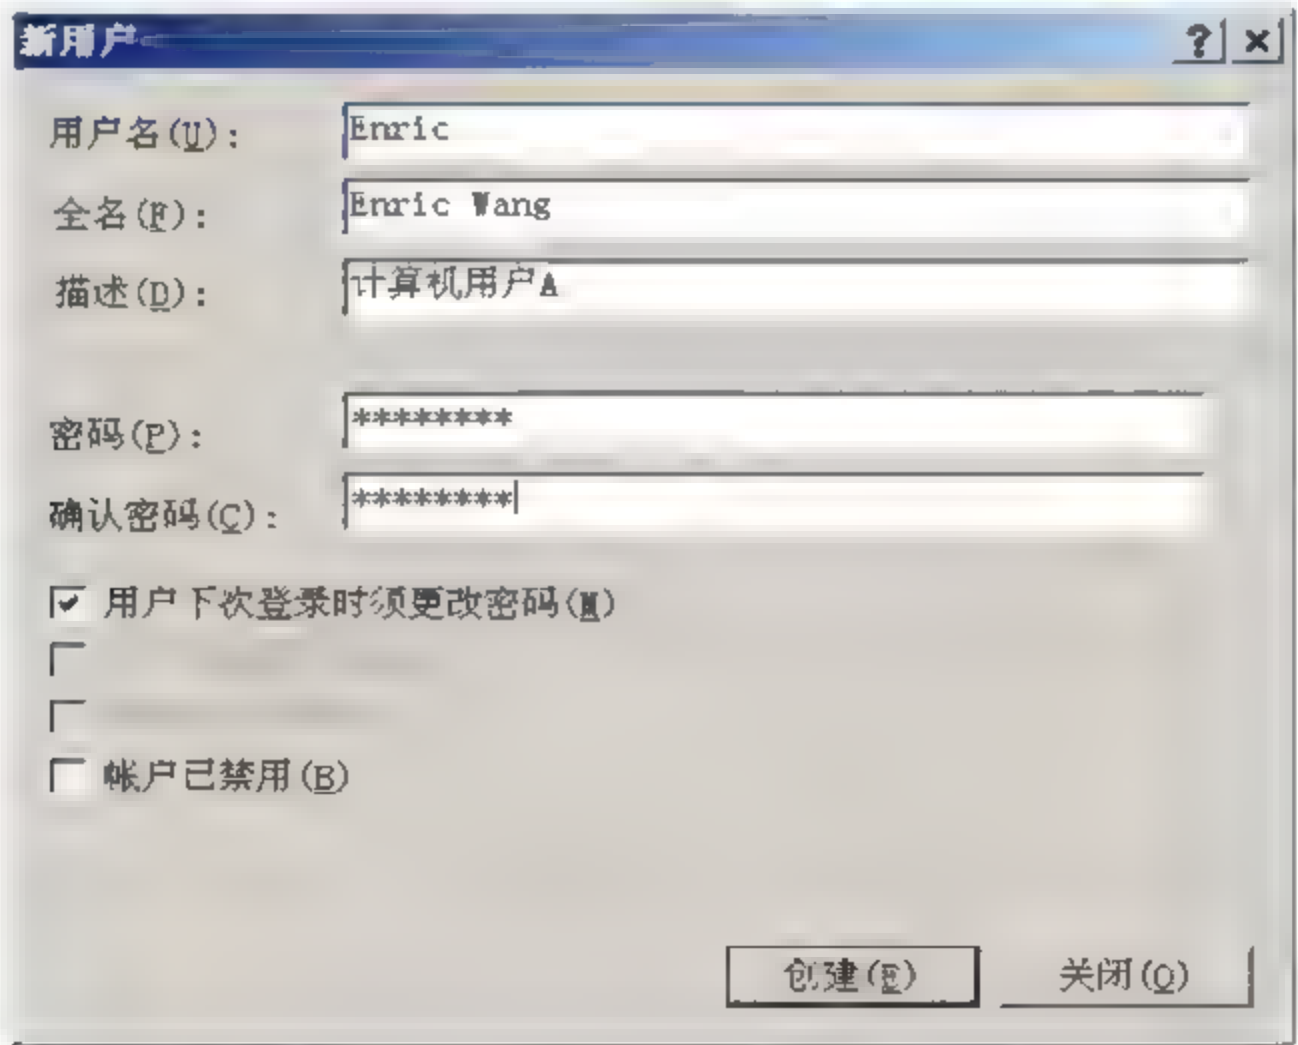 新用户
用户名(U): Enric
全名(F): Enric Wang
描述(D): 计算机用户A
密码(P): ********
确认密码(C): ********
用户下次登录时须更改密码(M)
帐户已禁用(B)
创建(E) 关闭(O)